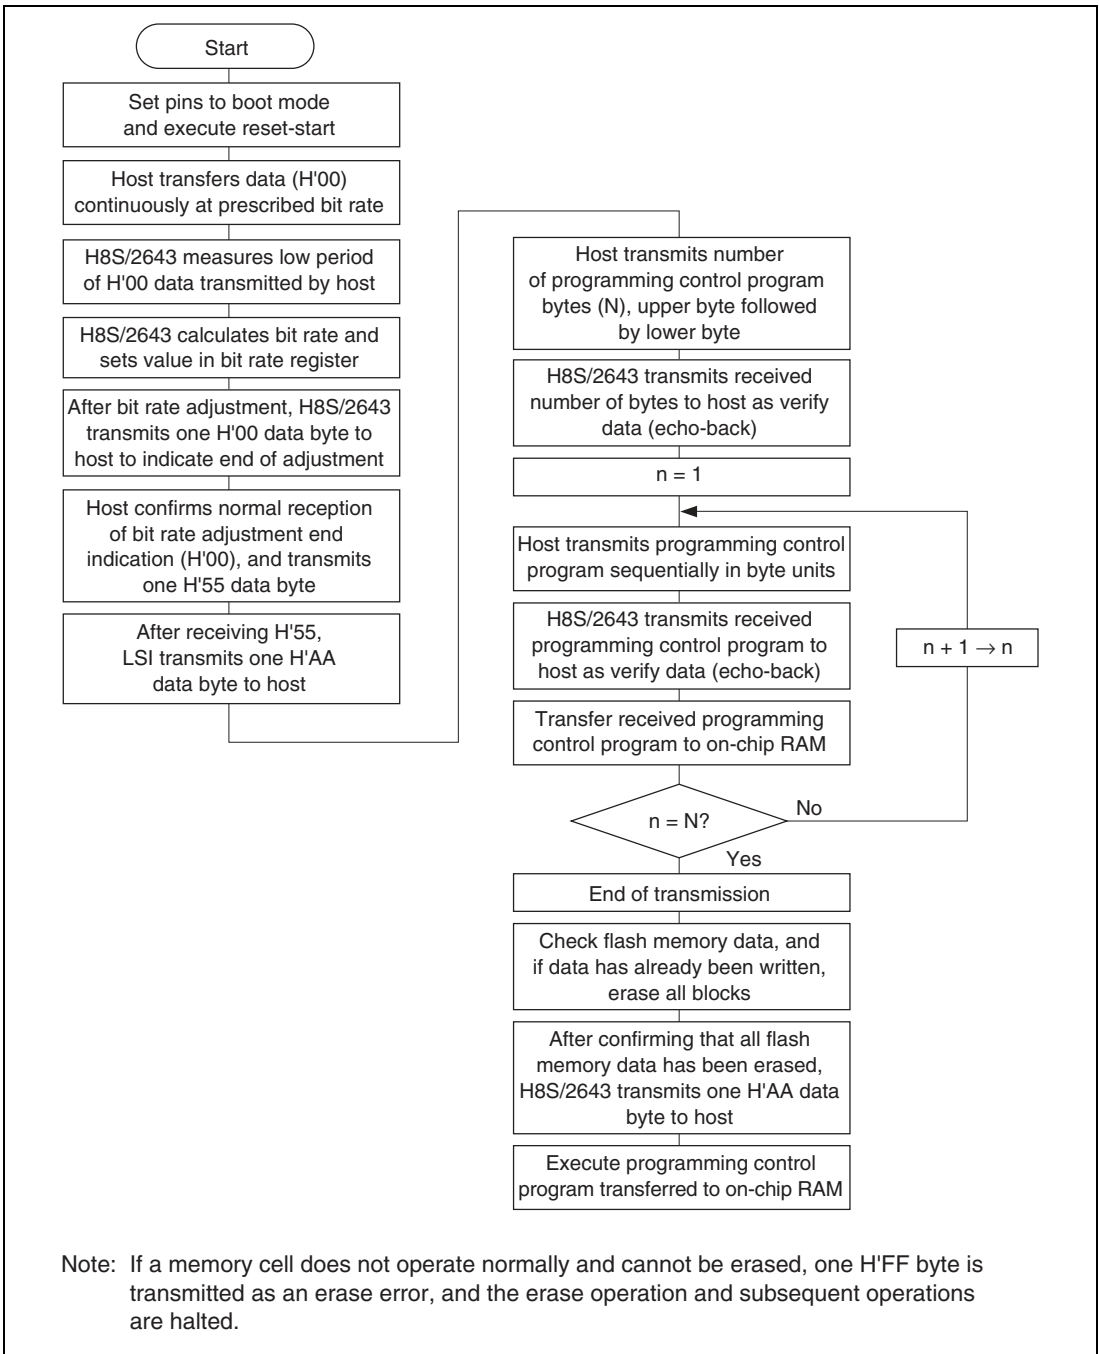 Start
Set pins to boot mode
and execute reset-start
Host transfers data (H'00)
continuously at prescribed bit rate
H8S/2643 measures low period
of H'00 data transmitted by host
H8S/2643 calculates bit rate and
sets value in bit rate register
After bit rate adjustment, H8S/2643
transmits one H'00 data byte to
host to indicate end of adjustment
Host confirms normal reception
of bit rate adjustment end
indication (H'00), and transmits
one H'55 data byte
After receiving H'55,
LSI transmits one H'AA
data byte to host
Host transmits number
of programming control program
bytes (N), upper byte followed
by lower byte
H8S/2643 transmits received
number of bytes to host as verify
data (echo-back)
n = 1
Host transmits programming control
program sequentially in byte units
H8S/2643 transmits received
programming control program to
host as verify data (echo-back)
n + 1 → n
Transfer received programming
control program to on-chip RAM
n = N?
No
Yes
End of transmission
Check flash memory data, and
if data has already been written,
erase all blocks
After confirming that all flash
memory data has been erased,
H8S/2643 transmits one H'AA data
byte to host
Execute programming control
program transferred to on-chip RAM
Note: If a memory cell does not operate normally and cannot be erased, one H'FF byte is
transmitted as an erase error, and the erase operation and subsequent operations
are halted.